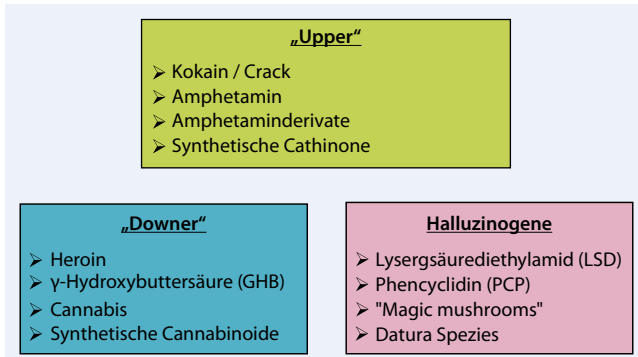 „Upper“
➢ Kokain / Crack
➢ Amphetamin
➢ Amphetaminderivate
➢ Synthetische Cathinone
„Downer“
➢ Heroin
➢ γ-Hydroxybuttersäure (GHB)
➢ Cannabis
➢ Synthetische Cannabinoide
Halluzinogene
➢ Lysergsäurediethylamid (LSD)
➢ Phencyclidin (PCP)
➢ "Magic mushrooms"
➢ Datura Spezies